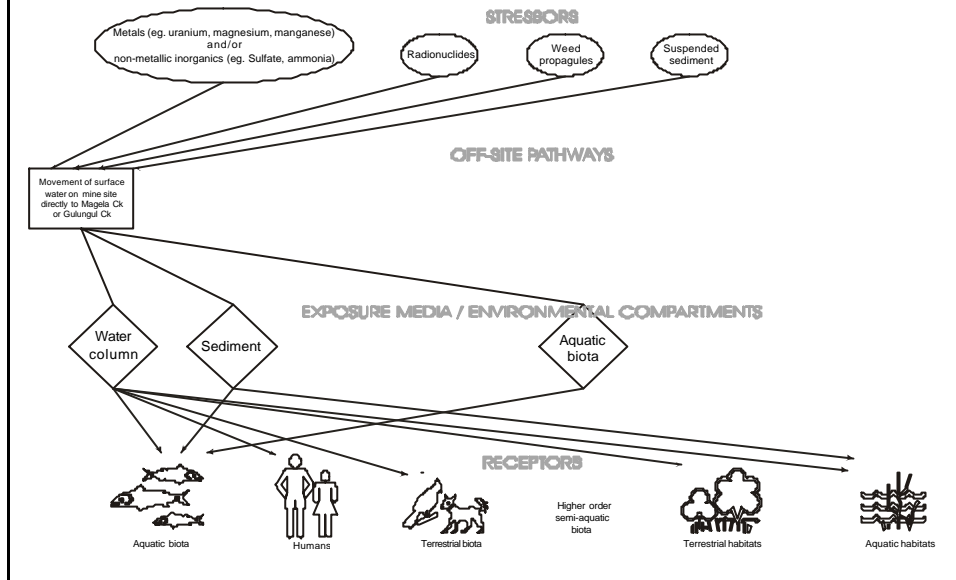 STRESSORS
Metals (eg. uranium, magnesium, manganese)
and/or
non-metallic inorganics (eg. Sulfate, ammonia)
Radionuclides
Weed
propagules
Suspended
sediment
OFF-SITE PATHWAYS
Movement of surface
water on mine site
directly to Magela Ck
or Gulungul Ck
EXPOSURE MEDIA / ENVIRONMENTAL COMPARTMENTS
Water
column
Sediment
Aquatic
biota
RECEPTORS
Higher order
semi-aquatic
biota
Aquatic biota
Humans
Terrestrial biota
Terrestrial habitats
Aquatic habitats